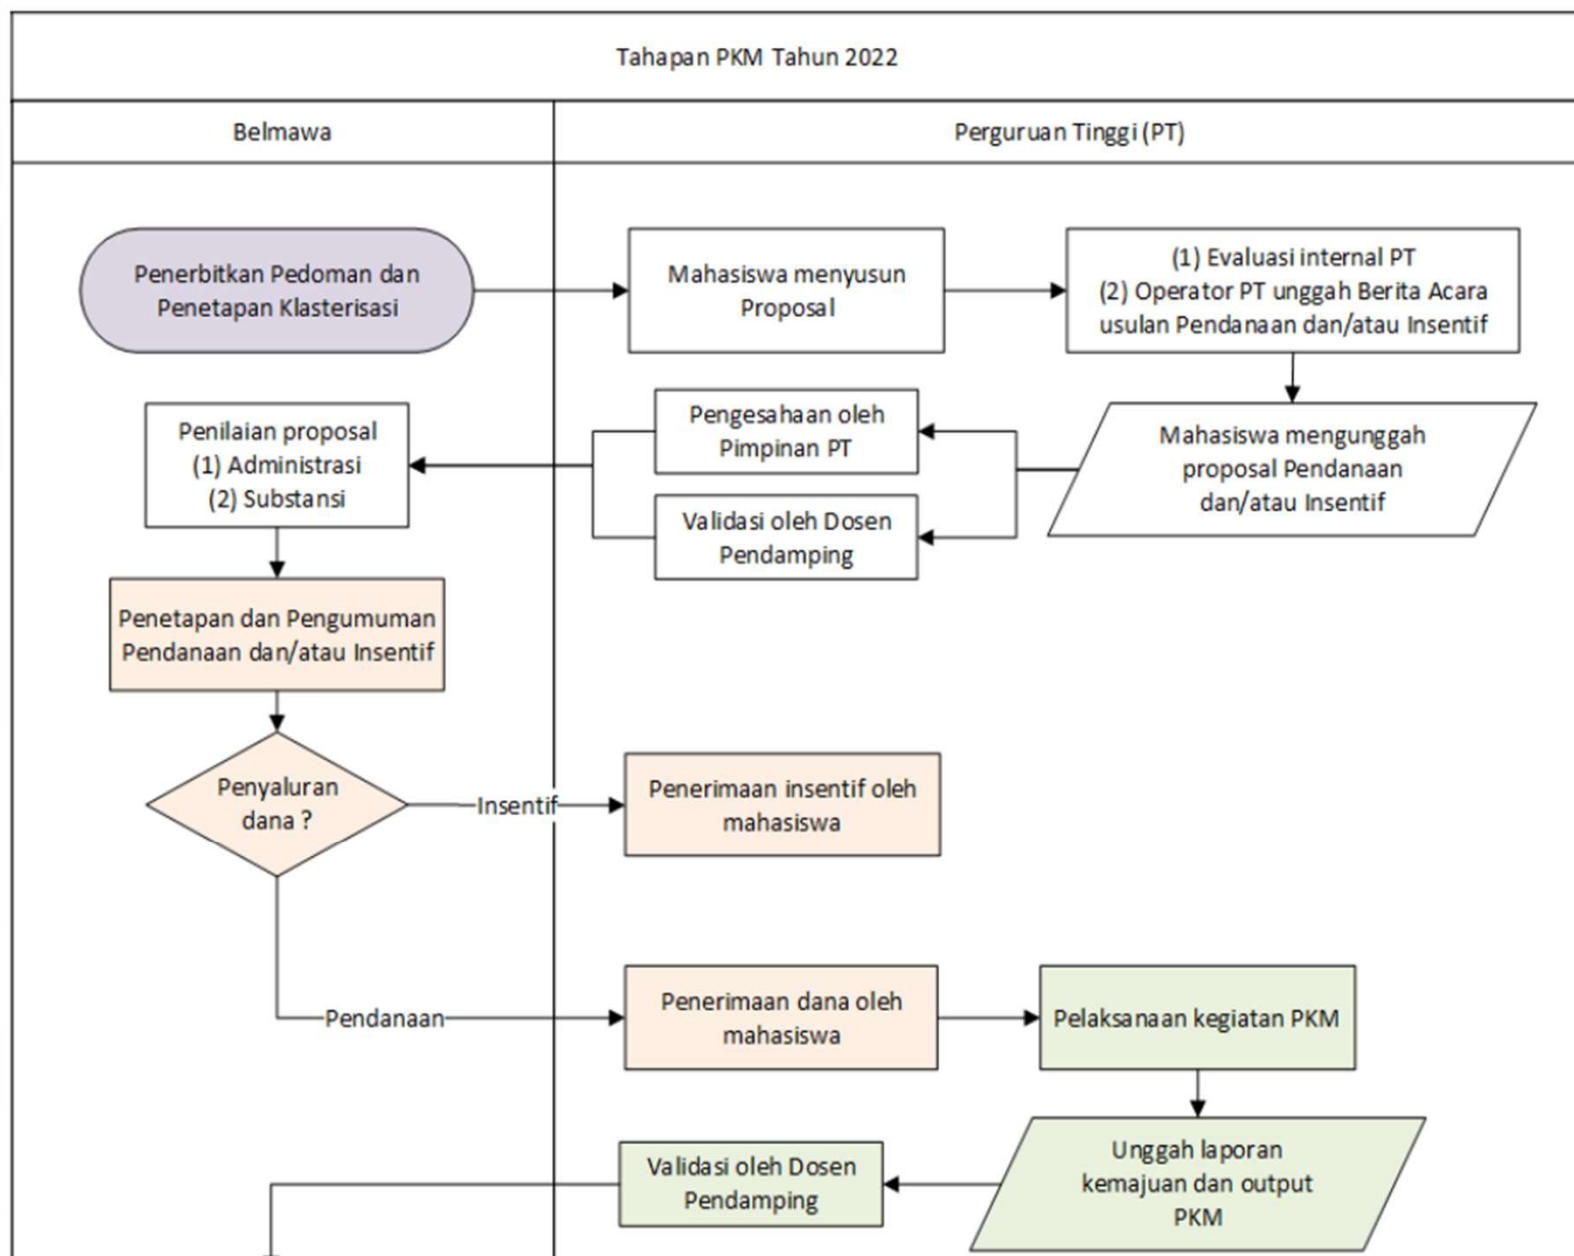 Tahapan PKM Tahun 2022
Belmawa
Perguruan Tinggi (PT)
Penerbitkan Pedoman dan
Penetapan Klasterisasi
Mahasiswa menyusun
Proposal
(1) Evaluasi internal PT
(2) Operator PT unggah Berita Acara
usulan Pendanaan dan/atau Insentif
Penilaian proposal
(1) Administrasi
(2) Substansi
Pengesahaan oleh
Pimpinan PT
Validasi oleh Dosen
Pendamping
Mahasiswa mengunggah
proposal Pendanaan
dan/atau Insentif
Penetapan dan Pengumuman
Pendanaan dan/atau Insentif
Penyaluran
dana ?
Insentif
Penerimaan insentif oleh
mahasiswa
Pendanaan
Penerimaan dana oleh
mahasiswa
Pelaksanaan kegiatan PKM
Validasi oleh Dosen
Pendamping
Unggah laporan
kemajuan dan output
PKM